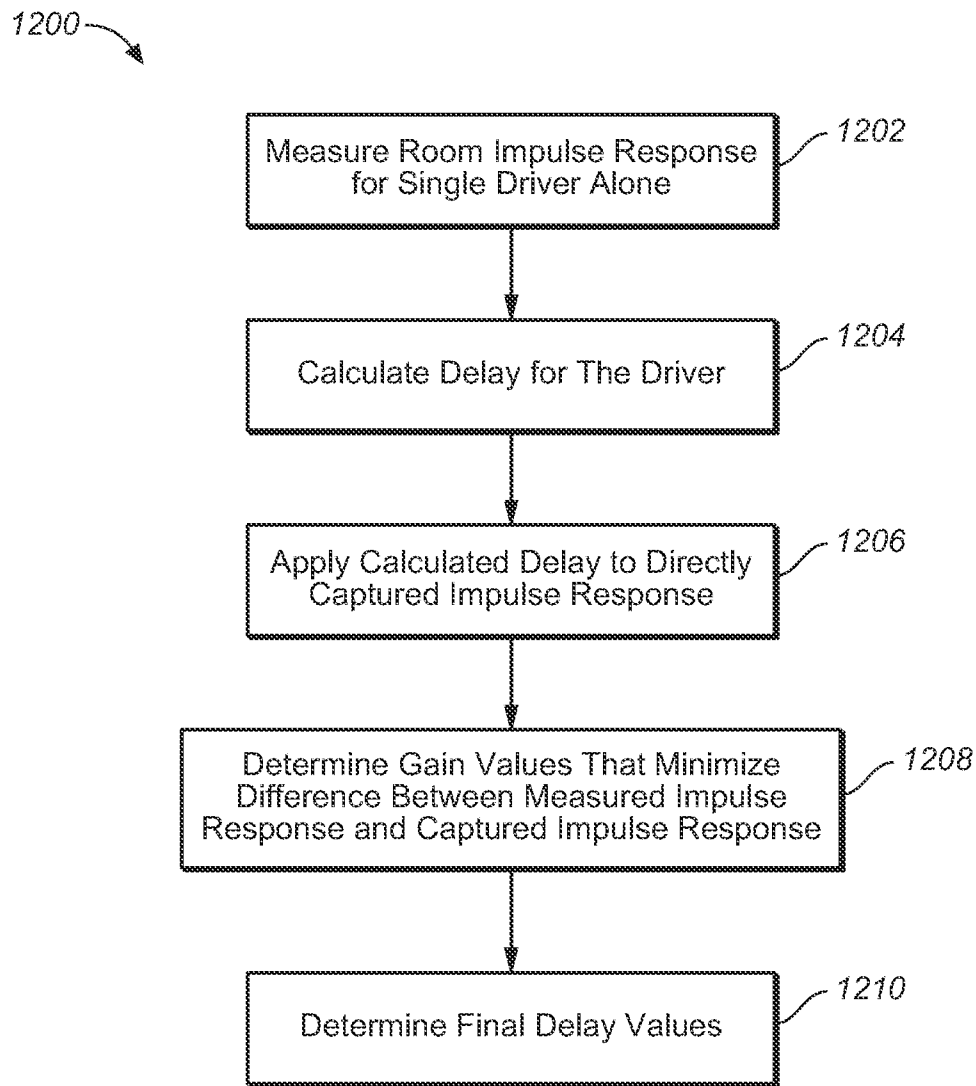 1200
Measure Room Impulse Response
for Single Driver Alone
1202
Calculate Delay for The Driver
1204
Apply Calculated Delay to Directly
Captured Impulse Response
1206
Determine Gain Values That Minimize
Difference Between Measured Impulse
Response and Captured Impulse Response
1208
Determine Final Delay Values
1210